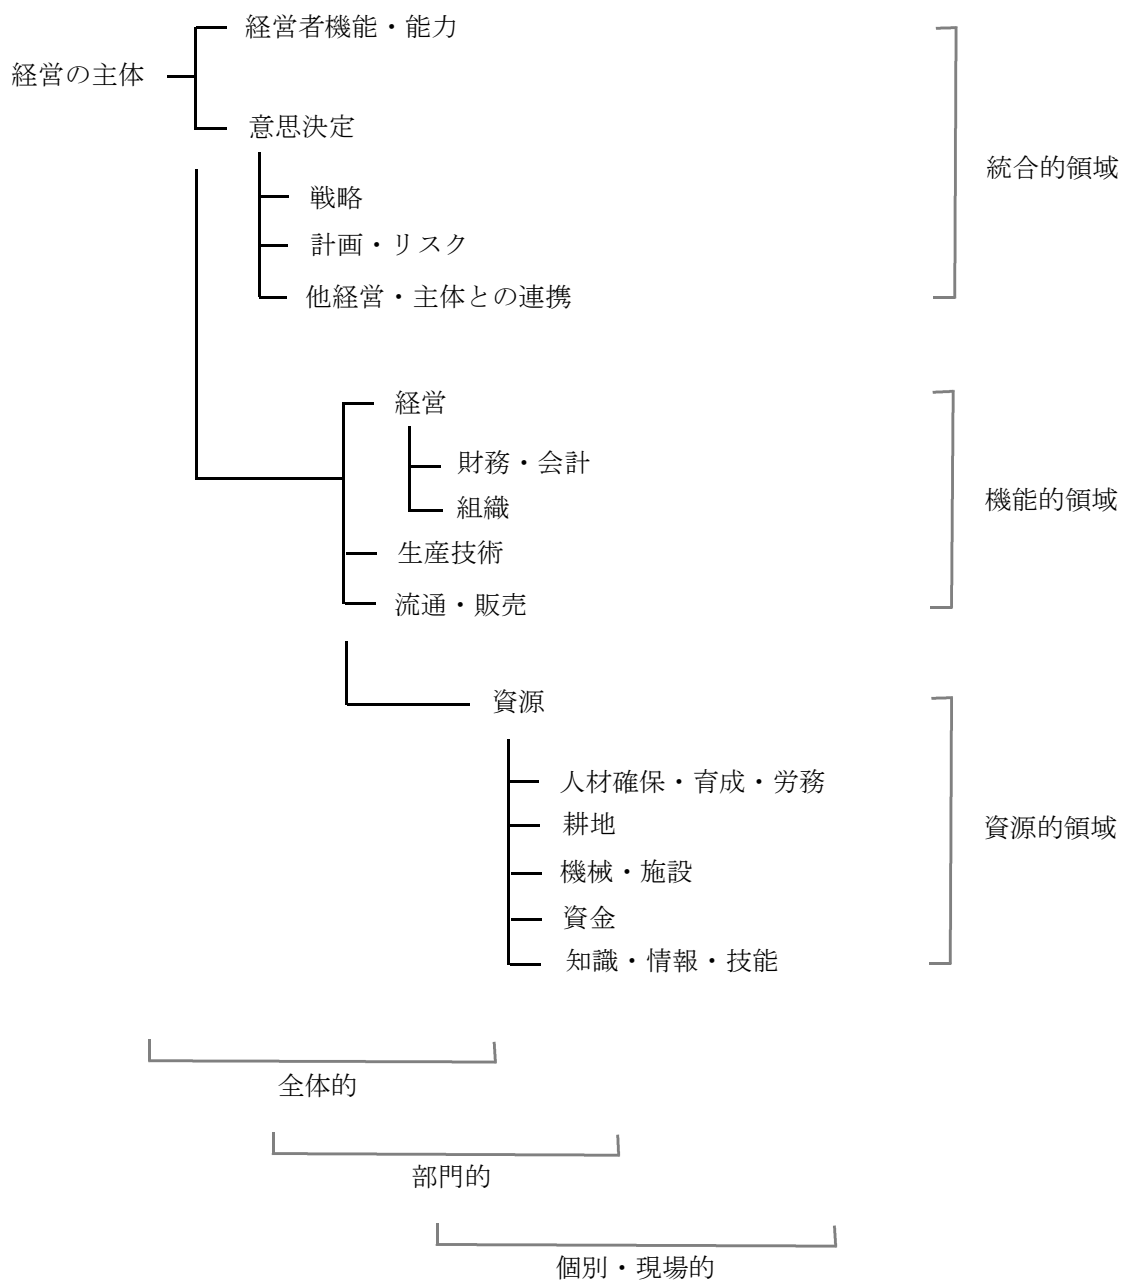 経営者機能・能力
経営の主体
意思決定
統合的領域
戦略
計画・リスク
他経営・主体との連携
経営
財務・会計
機能的領域
組織
生産技術
流通・販売
資源
人材確保・育成・労務
耕地
資源的領域
機械・施設
資金
知識・情報・技能
全体的
部門的
個別・現場的